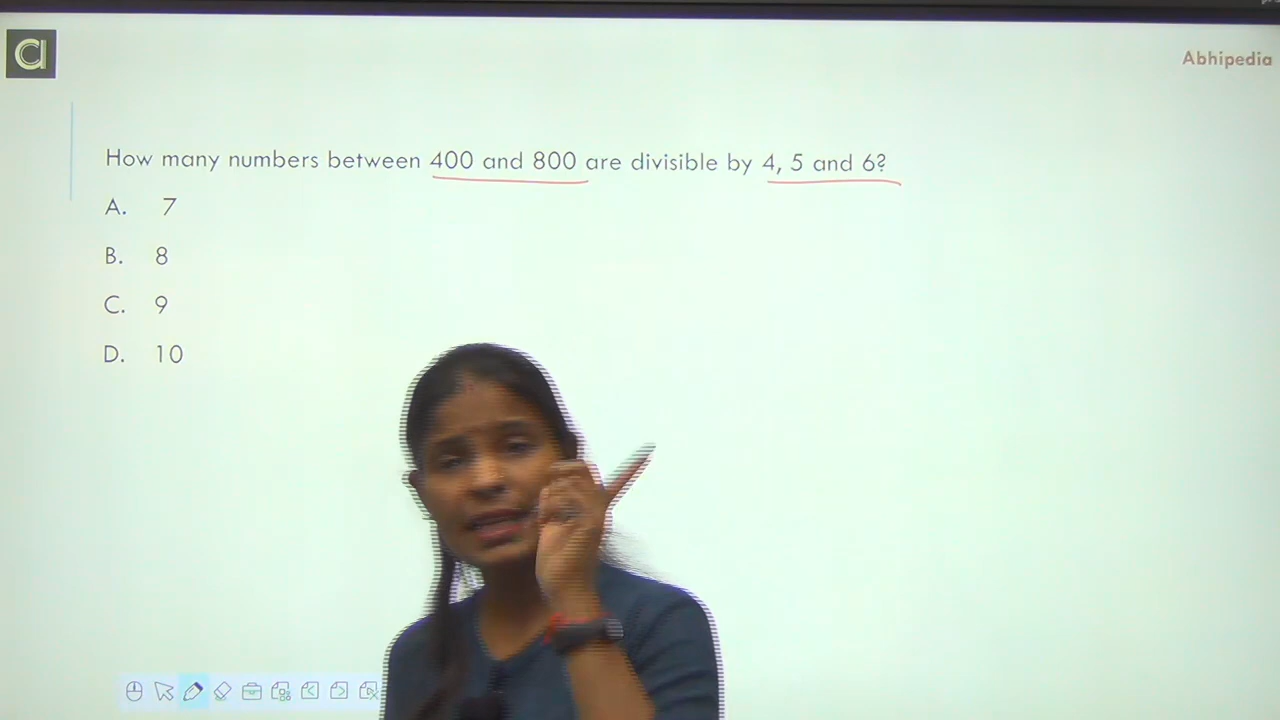 Abhipedia
How many numbers between 400 and 800 are divisible by 4, 5 and 6?
A. 7
B. 8
C. 9
D. 10